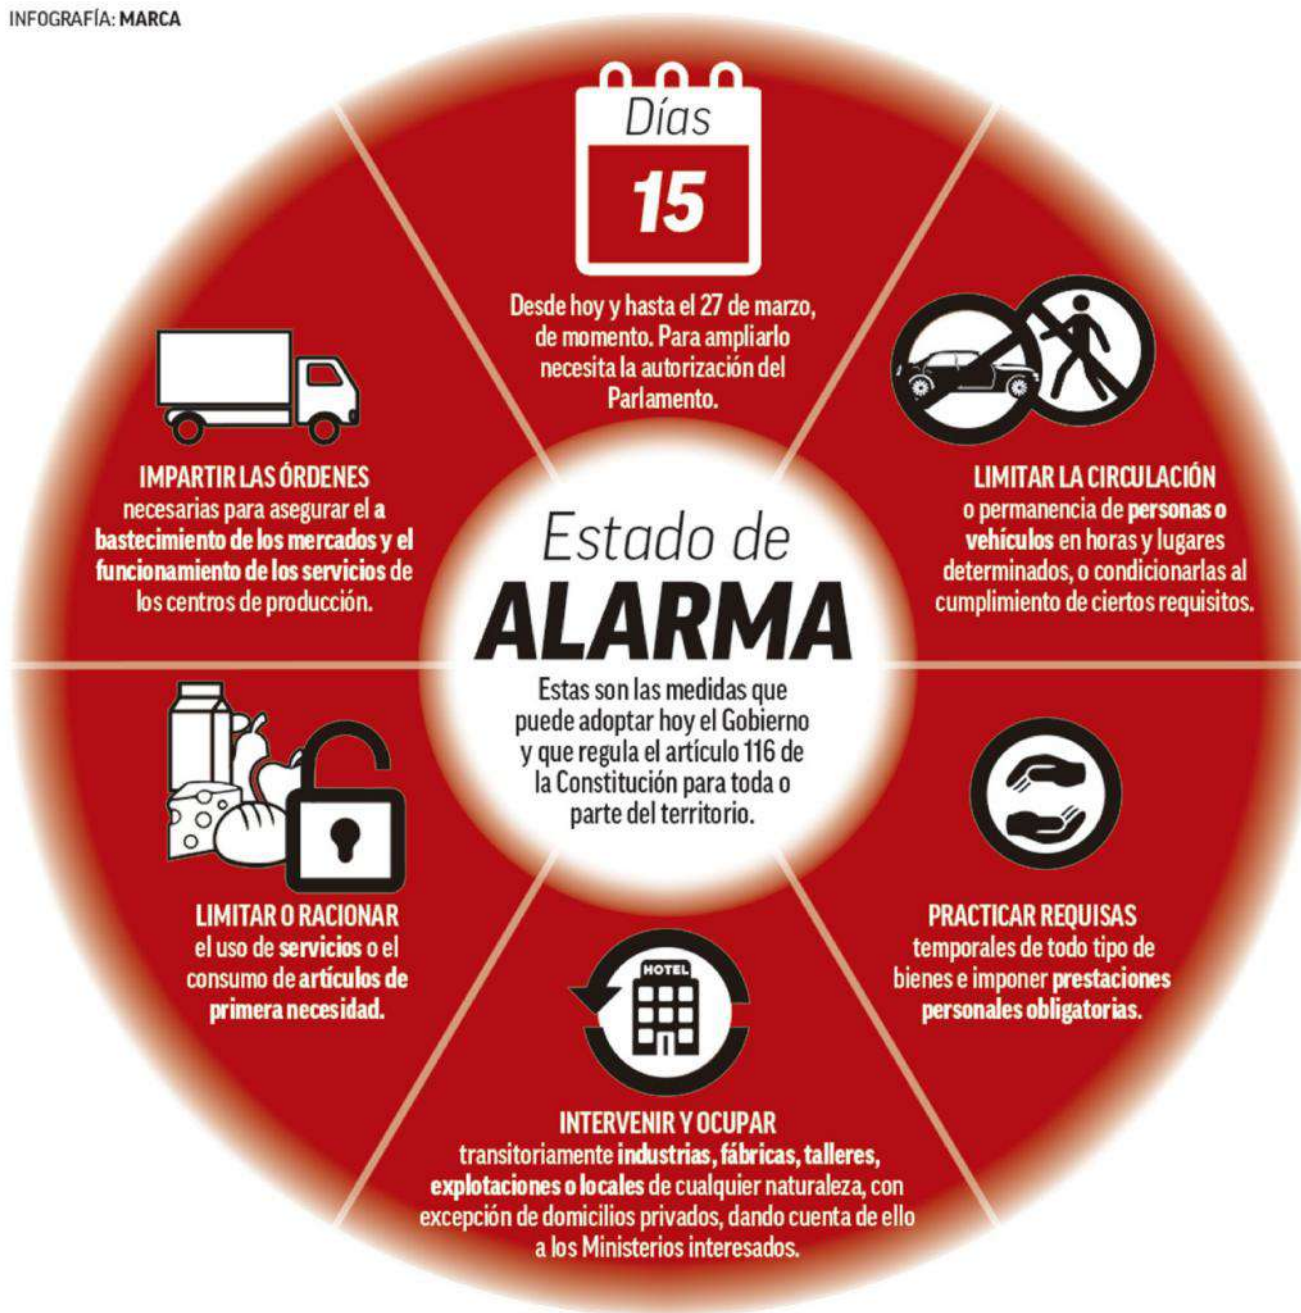 INFOGRAFÍA: MARCA
Días
15
Desde hoy y hasta el 27 de marzo,
de momento. Para ampliarlo
necesita la autorización del
Parlamento.
LIMITAR LA CIRCULACIÓN
o permanencia de personas o
vehículos en horas y lugares
determinados, o condicionarlas al
cumplimiento de ciertos requisitos.
IMPARTIR LAS ÓRDENES
necesarias para asegurar el a
bastecimiento de los mercados y el
funcionamiento de los servicios de
los centros de producción.
Estado de
ALARMA
Estas son las medidas que
puede adoptar hoy el Gobierno
y que regula el artículo 116 de
la Constitución para toda o
parte del territorio.
PRACTICAR REQUISAS
temporales de todo tipo de
bienes e imponer prestaciones
personales obligatorias.
LIMITAR O RACIONAR
el uso de servicios o el
consumo de artículos de
primera necesidad.
HOTEL
INTERVENIR Y OCUPAR
transitoriamente industrias, fábricas, talleres,
explotaciones o locales de cualquier naturaleza, con
excepción de domicilios privados, dando cuenta de ello
a los Ministerios interesados.